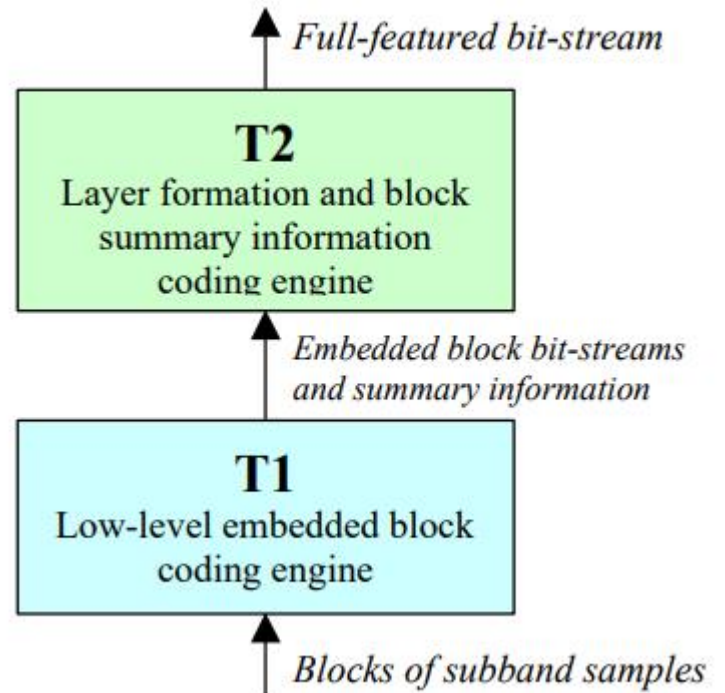 Full-featured bit-stream
T2
Layer formation and block
summary information
coding engine
Embedded block bit-streams
and summary information
T1
Low-level embedded block
coding engine
Blocks of subband samples